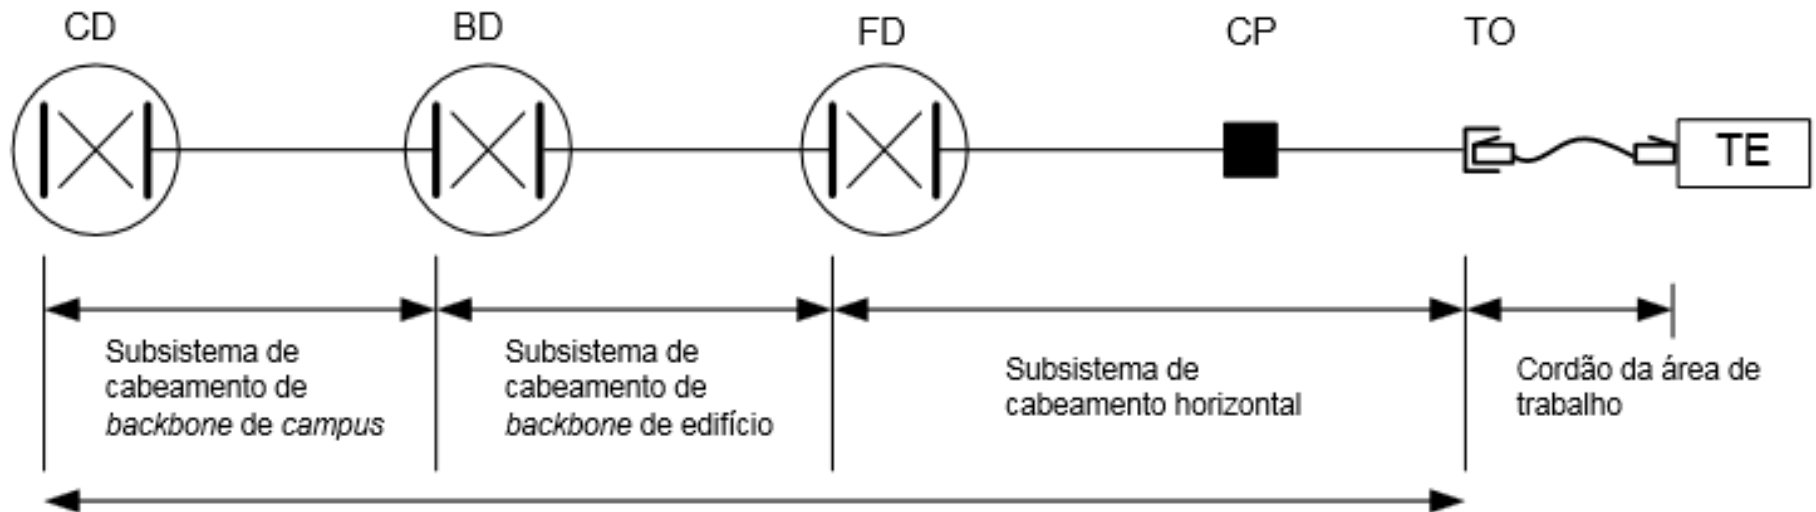 CD
BD
FD
CP
TO
TE
Subsistema de
cabeamento de
backbone de campus
Subsistema de
cabeamento de
backbone de edifício
Subsistema de
cabeamento horizontal
Cordão da área de
trabalho